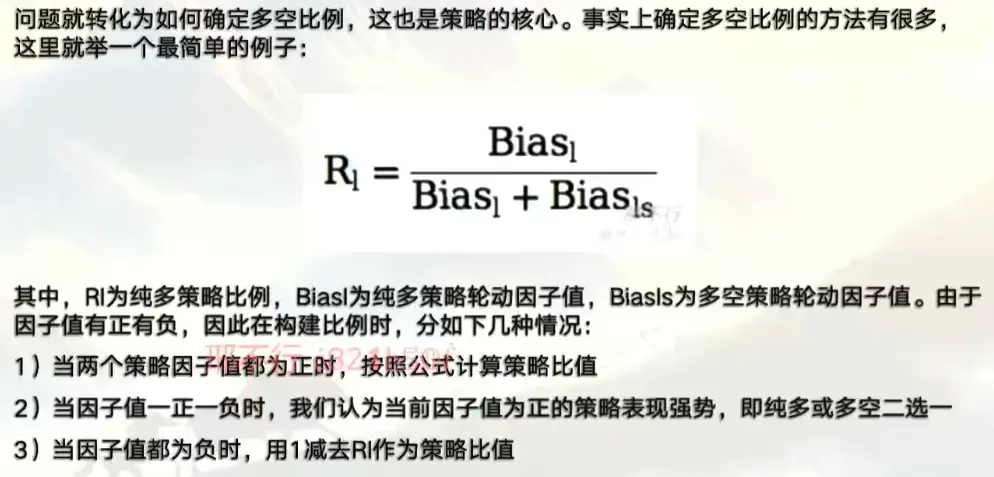 问题就转化为如何确定多空比例，这也是策略的核心。事实上确定多空比例的方法有很多，
这里就举一个最简单的例子：
Rl = Biasl / (Biasl + Biasls)
其中，Rl为纯多策略比例，Biasl为纯多策略轮动因子值，Biasls为多空策略轮动因子值。由于
因子值有正有负，因此在构建比例时，分如下几种情况：
1）当两个策略因子值都为正时，按照公式计算策略比值
2）当因子值一正一负时，我们认为当前因子值为正的策略表现强势，即纯多或多空二选一
3）当因子值都为负时，用1减去Rl作为策略比值